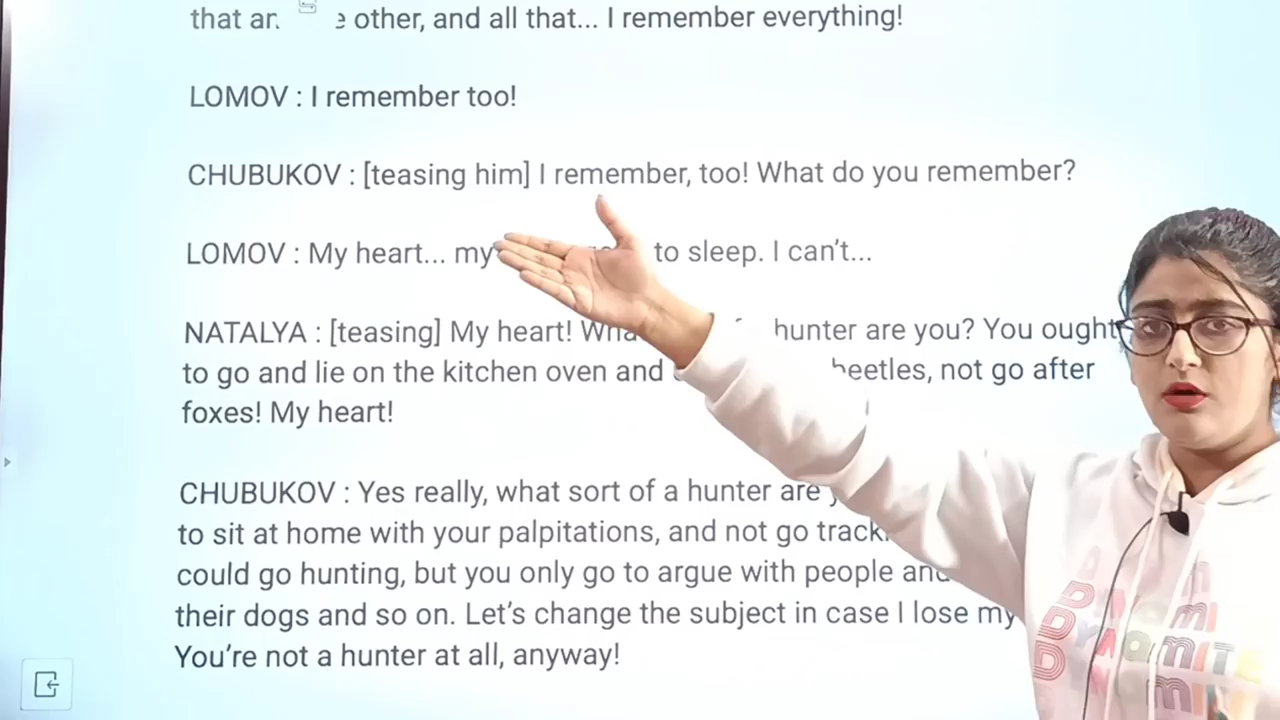 that other, and all that... I remember everything!
LOMOV : I remember too!
CHUBUKOV : [teasing him] I remember, too! What do you remember?
LOMOV : My heart... my to sleep. I can't...
NATALYA : [teasing] My heart! hunter are you? You ought
to go and lie on the kitchen oven and beetles, not go after
foxes! My heart!
CHUBUKOV : Yes really, what sort of a hunter are
to sit at home with your palpitations, and not go
could go hunting, but you only go to argue with people and
their dogs and so on. Let's change the subject in case I lose my
You're not a hunter at all, anyway!